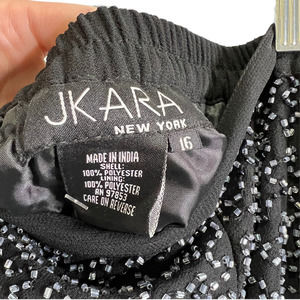 JKARA
NEW YORK
16
MADE IN INDIA
SHELL:
100% POLYESTER
LINING:
100% POLYESTER
RN 97853
CARE ON REVERSE